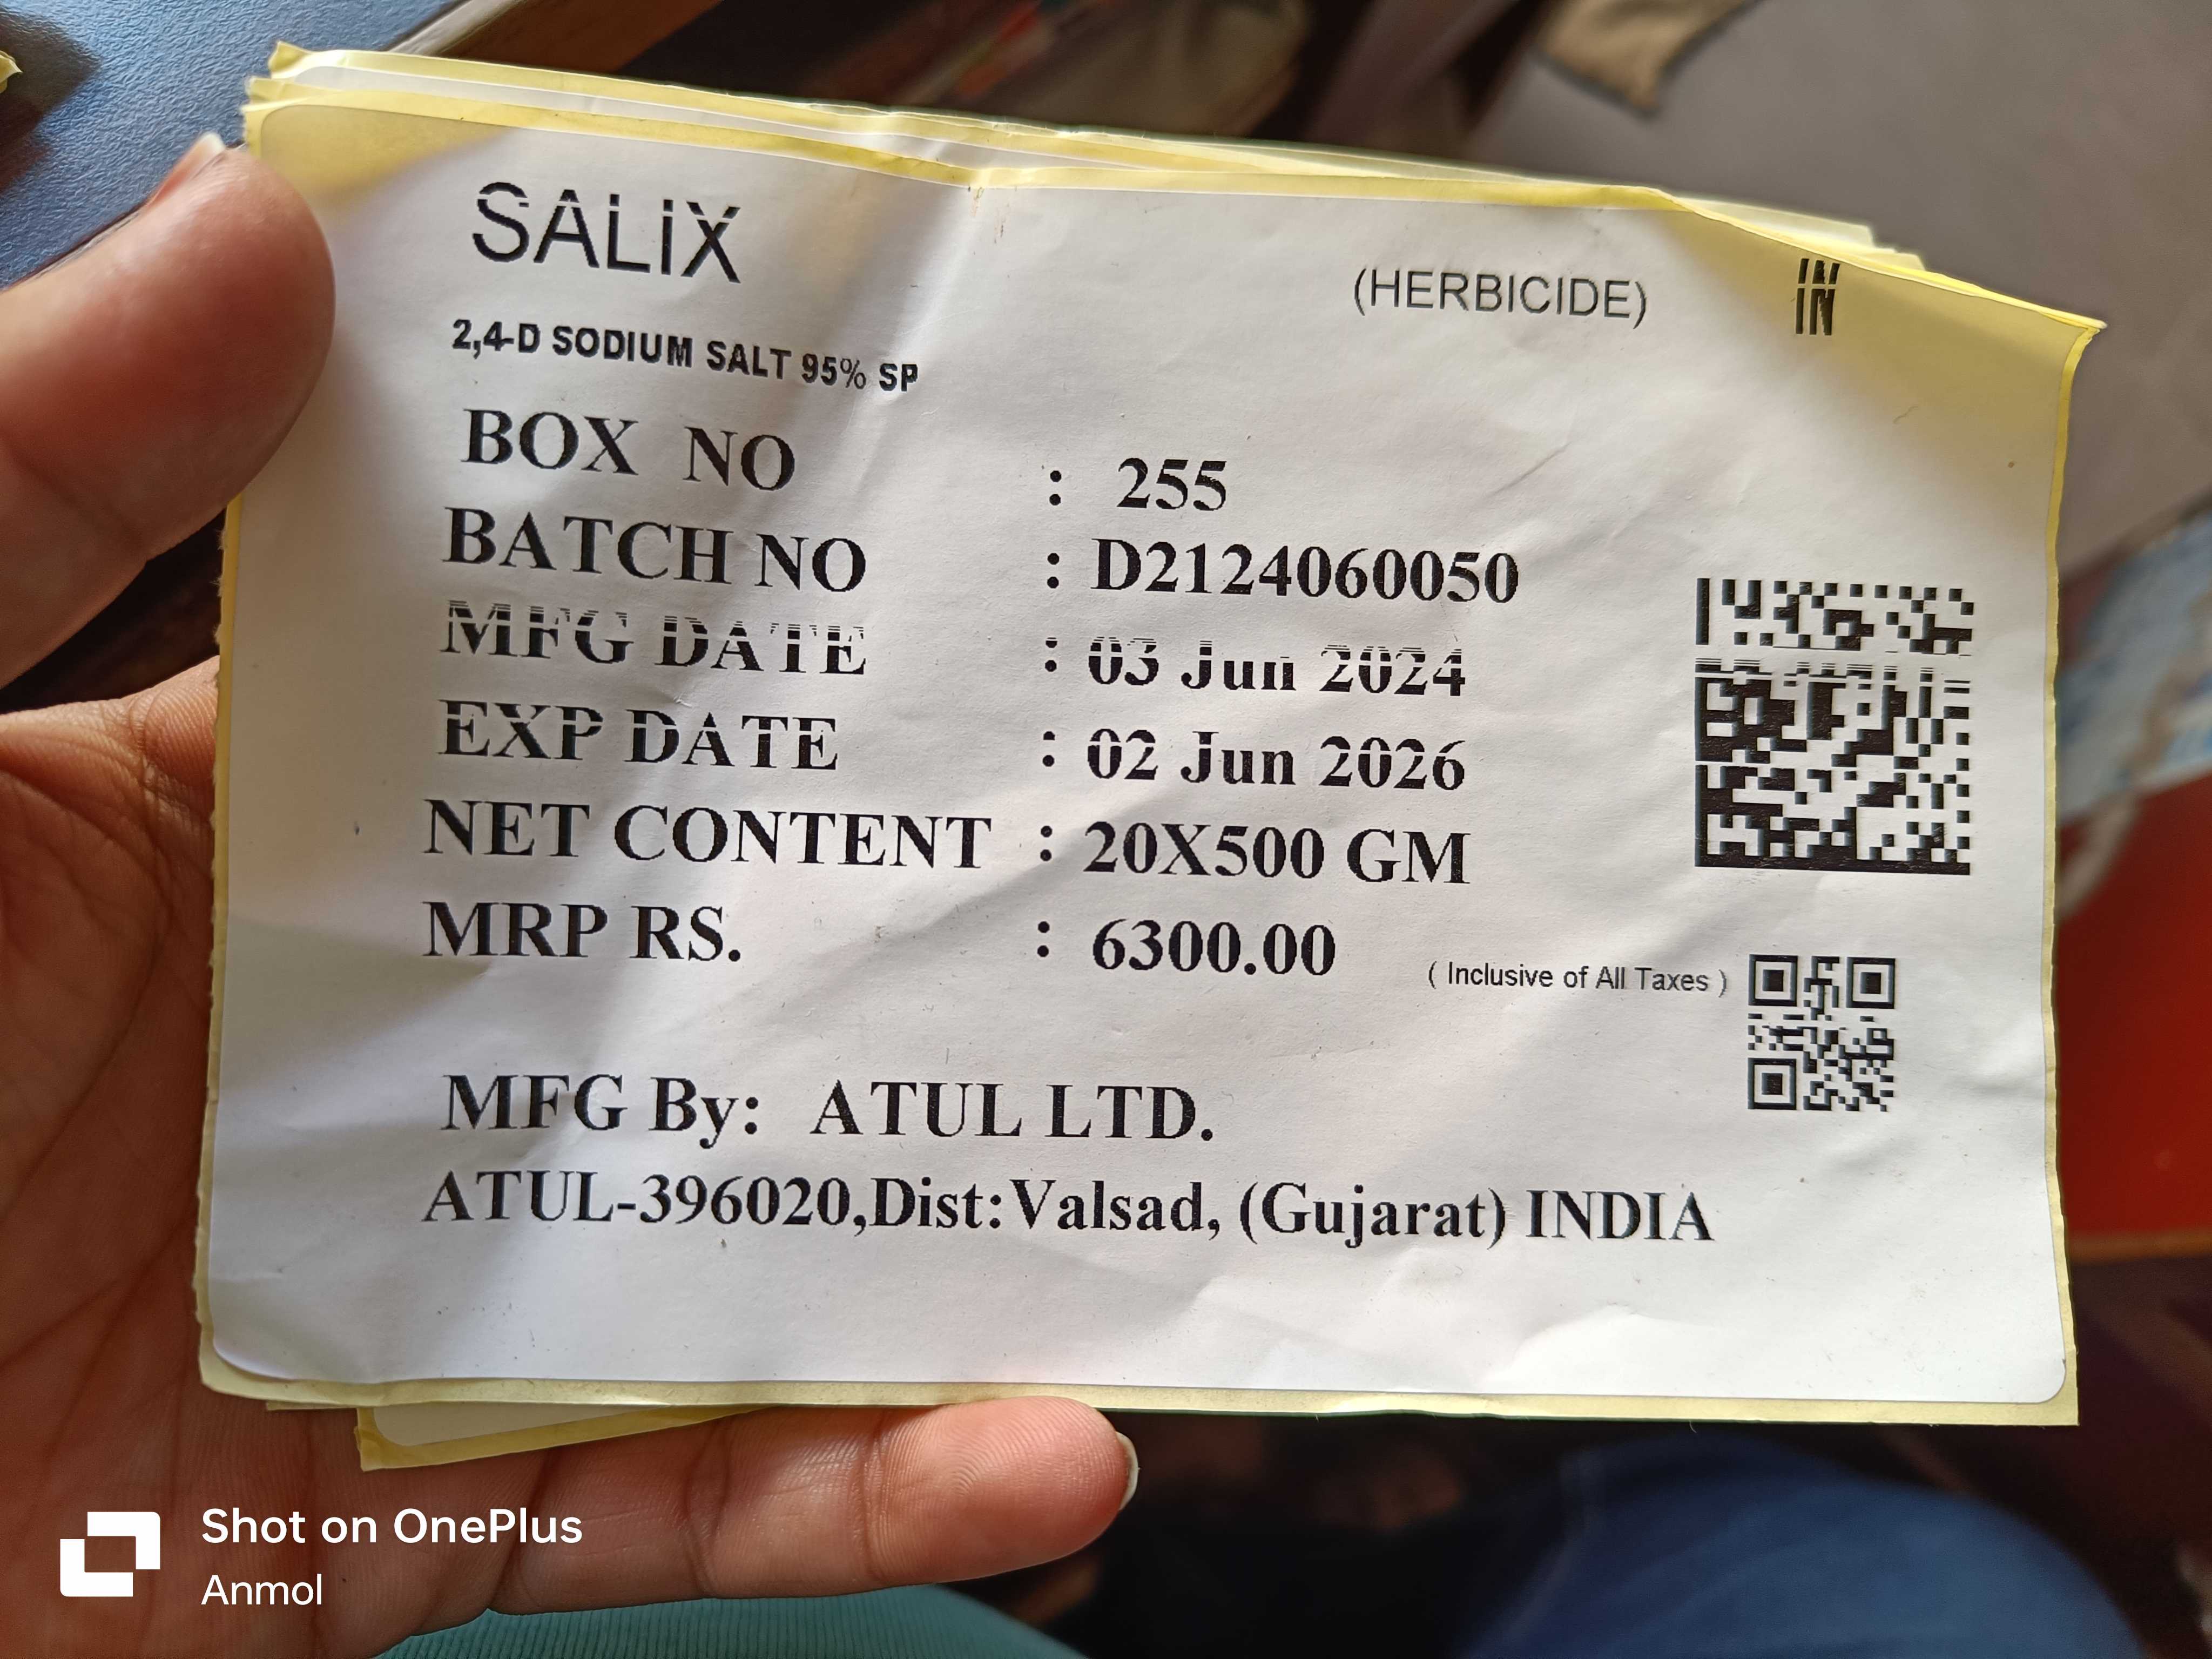 SALIX
(HERBICIDE)
IN
2,4-D SODIUM SALT 95% SP
BOX NO : 255
BATCH NO : D2124060050
MFG DATE : 03 Jun 2024
EXP DATE : 02 Jun 2026
NET CONTENT : 20X500 GM
MRP RS. : 6300.00 ( Inclusive of All Taxes )
MFG By: ATUL LTD.
ATUL-396020,Dist:Valsad, (Gujarat) INDIA
Shot on OnePlus
Anmol